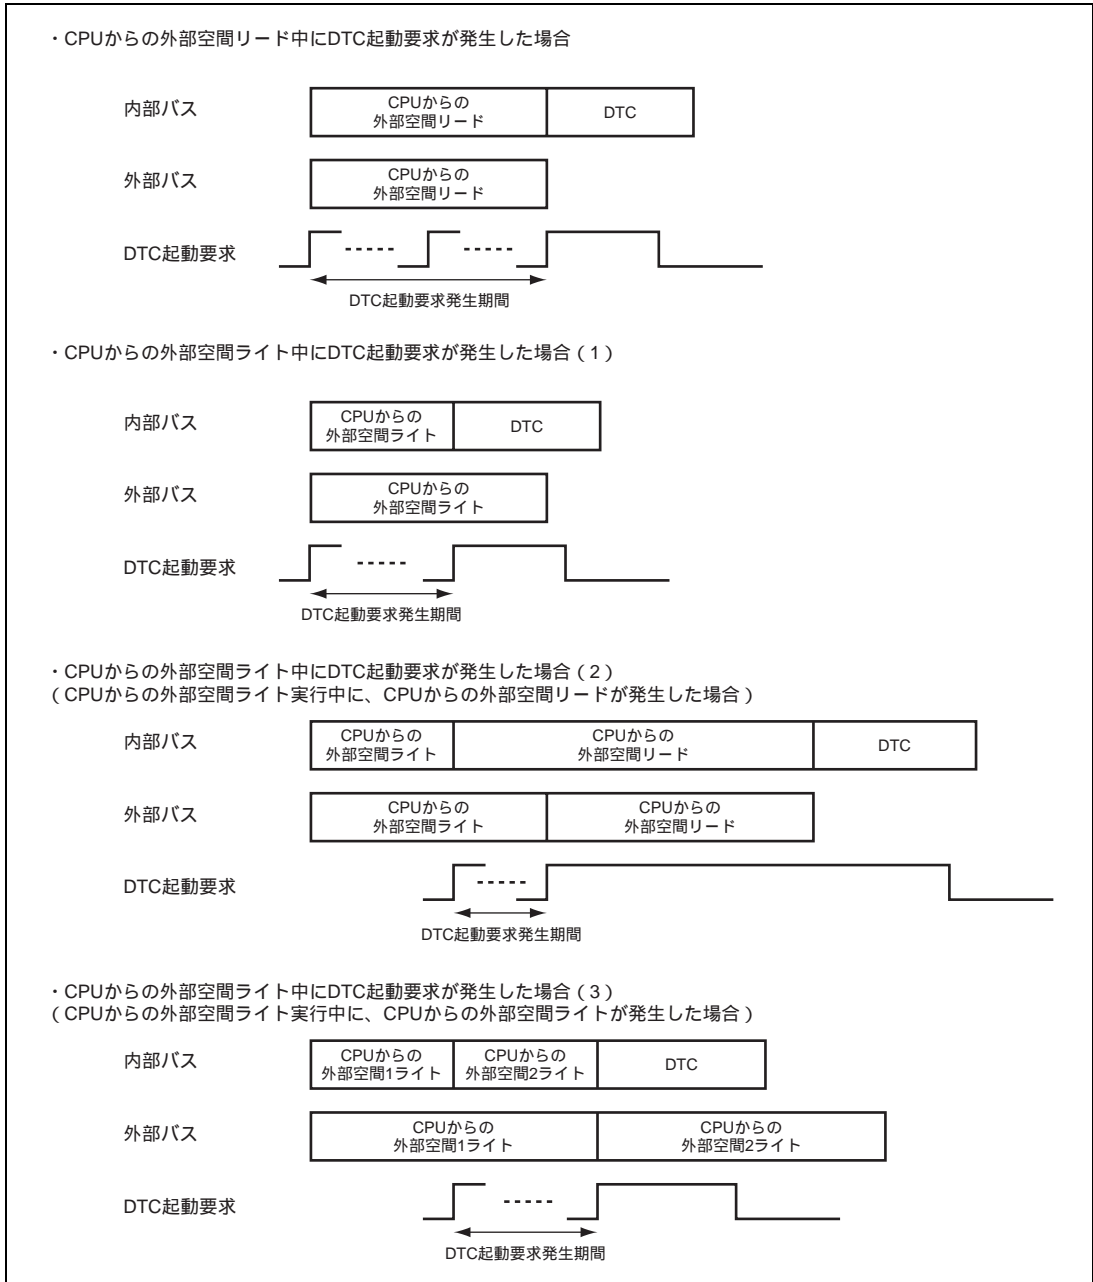 ・CPUからの外部空間リード中にDTC起動要求が発生した場合
内部バス
CPUからの
外部空間リード
DTC
外部バス
CPUからの
外部空間リード
DTC起動要求
DTC起動要求発生期間
・CPUからの外部空間ライト中にDTC起動要求が発生した場合(1)
内部バス
CPUからの
外部空間ライト
DTC
外部バス
CPUからの
外部空間ライト
DTC起動要求
DTC起動要求発生期間
・CPUからの外部空間ライト中にDTC起動要求が発生した場合(2)
(CPUからの外部空間ライト実行中に、CPUからの外部空間リードが発生した場合)
内部バス
CPUからの
外部空間ライト
CPUからの
外部空間リード
DTC
外部バス
CPUからの
外部空間ライト
CPUからの
外部空間リード
DTC起動要求
DTC起動要求発生期間
・CPUからの外部空間ライト中にDTC起動要求が発生した場合(3)
(CPUからの外部空間ライト実行中に、CPUからの外部空間ライトが発生した場合)
内部バス
CPUからの
外部空間1ライト
CPUからの
外部空間2ライト
DTC
外部バス
CPUからの
外部空間1ライト
CPUからの
外部空間2ライト
DTC起動要求
DTC起動要求発生期間